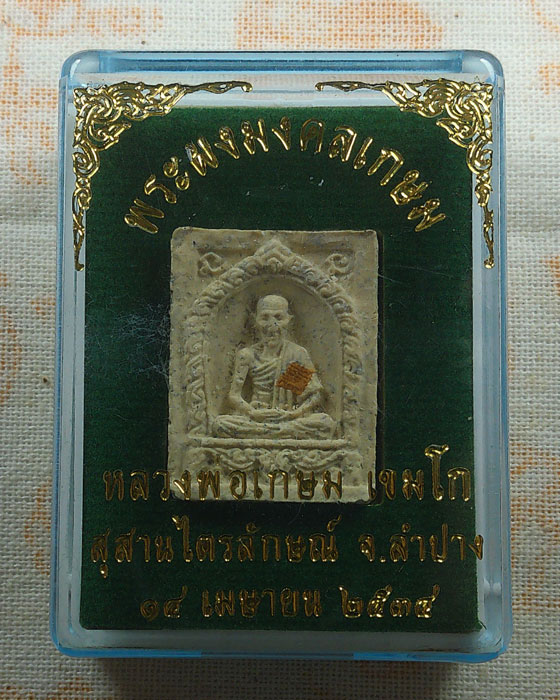 พระผงมงคลเกษม
หลวงพ่อเกษม เขมโก
สุสานไตรลักษณ์ จ.ลำปาง
๑๔ เมษายน ๒๕๓๔